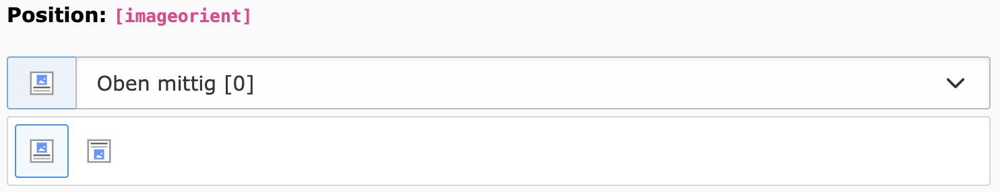 Position: [imageorient]
Oben mittig [0]